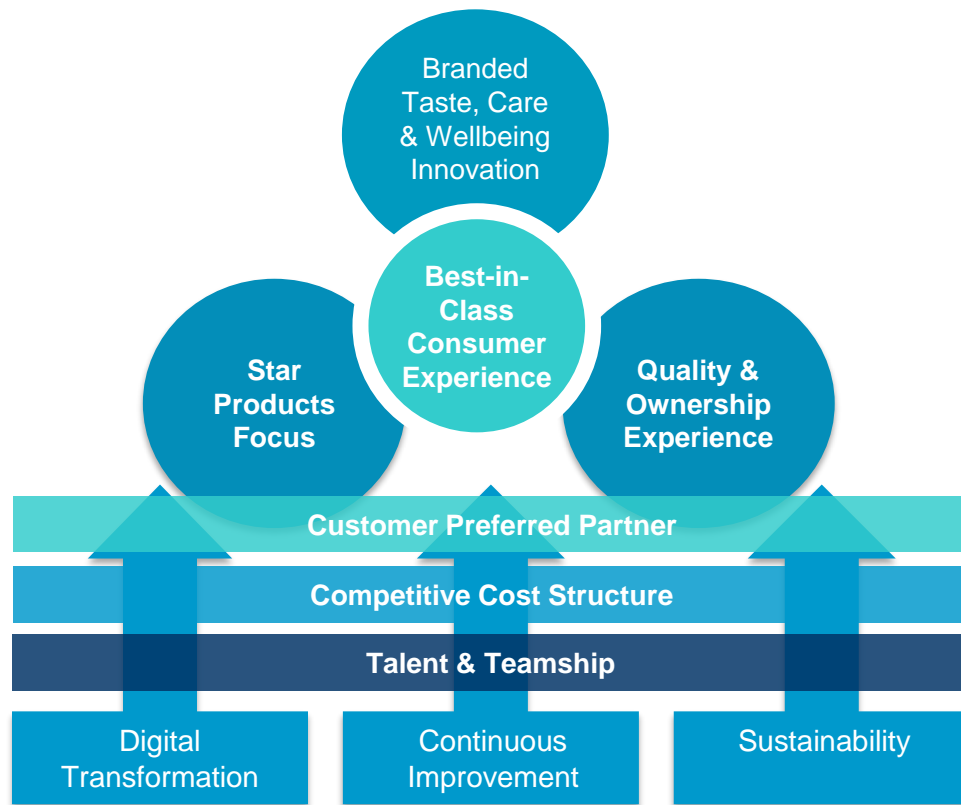 Branded
Taste, Care
& Wellbeing
Innovation
Best-in-
Class
Consumer
Experience
Star
Products
Focus
Quality &
Ownership
Experience
Customer Preferred Partner
Competitive Cost Structure
Talent & Teamship
Digital
Transformation
Continuous
Improvement
Sustainability